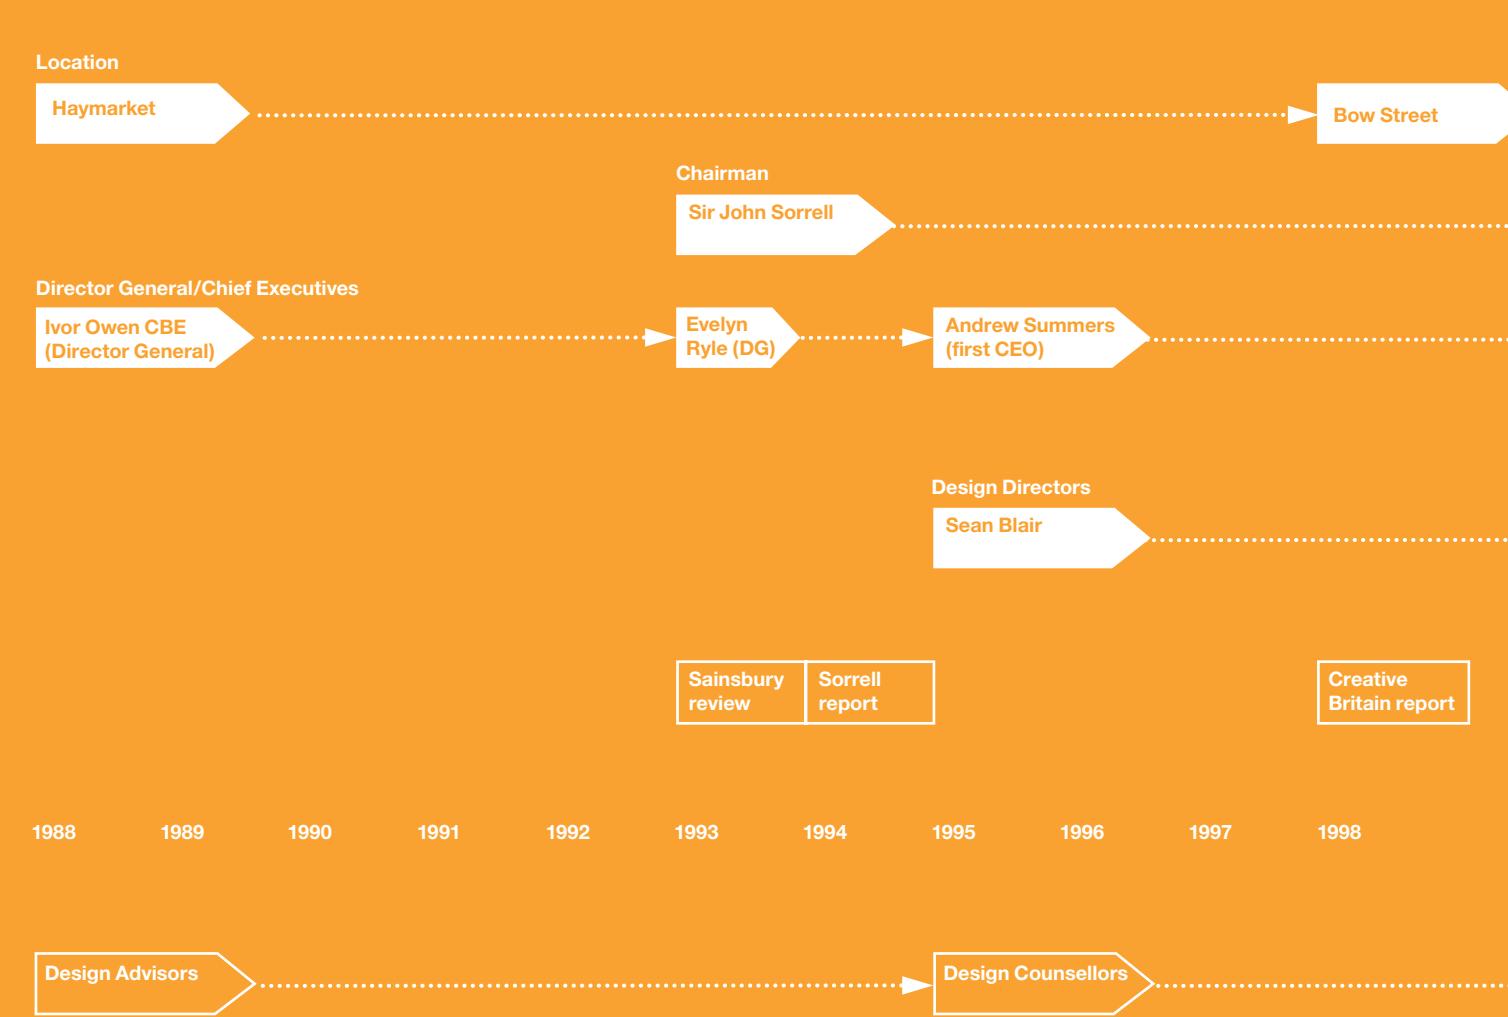 Location
Haymarket
Bow Street
Chairman
Sir John Sorrell
Director General/Chief Executives
Ivor Owen CBE
(Director General)
Evelyn
Ryle (DG)
Andrew Summers
(first CEO)
Design Directors
Sean Blair
Sainsbury
review
Sorrell
report
Creative
Britain report
1988 1989 1990 1991 1992 1993 1994 1995 1996 1997 1998
Design Advisors
Design Counsellors